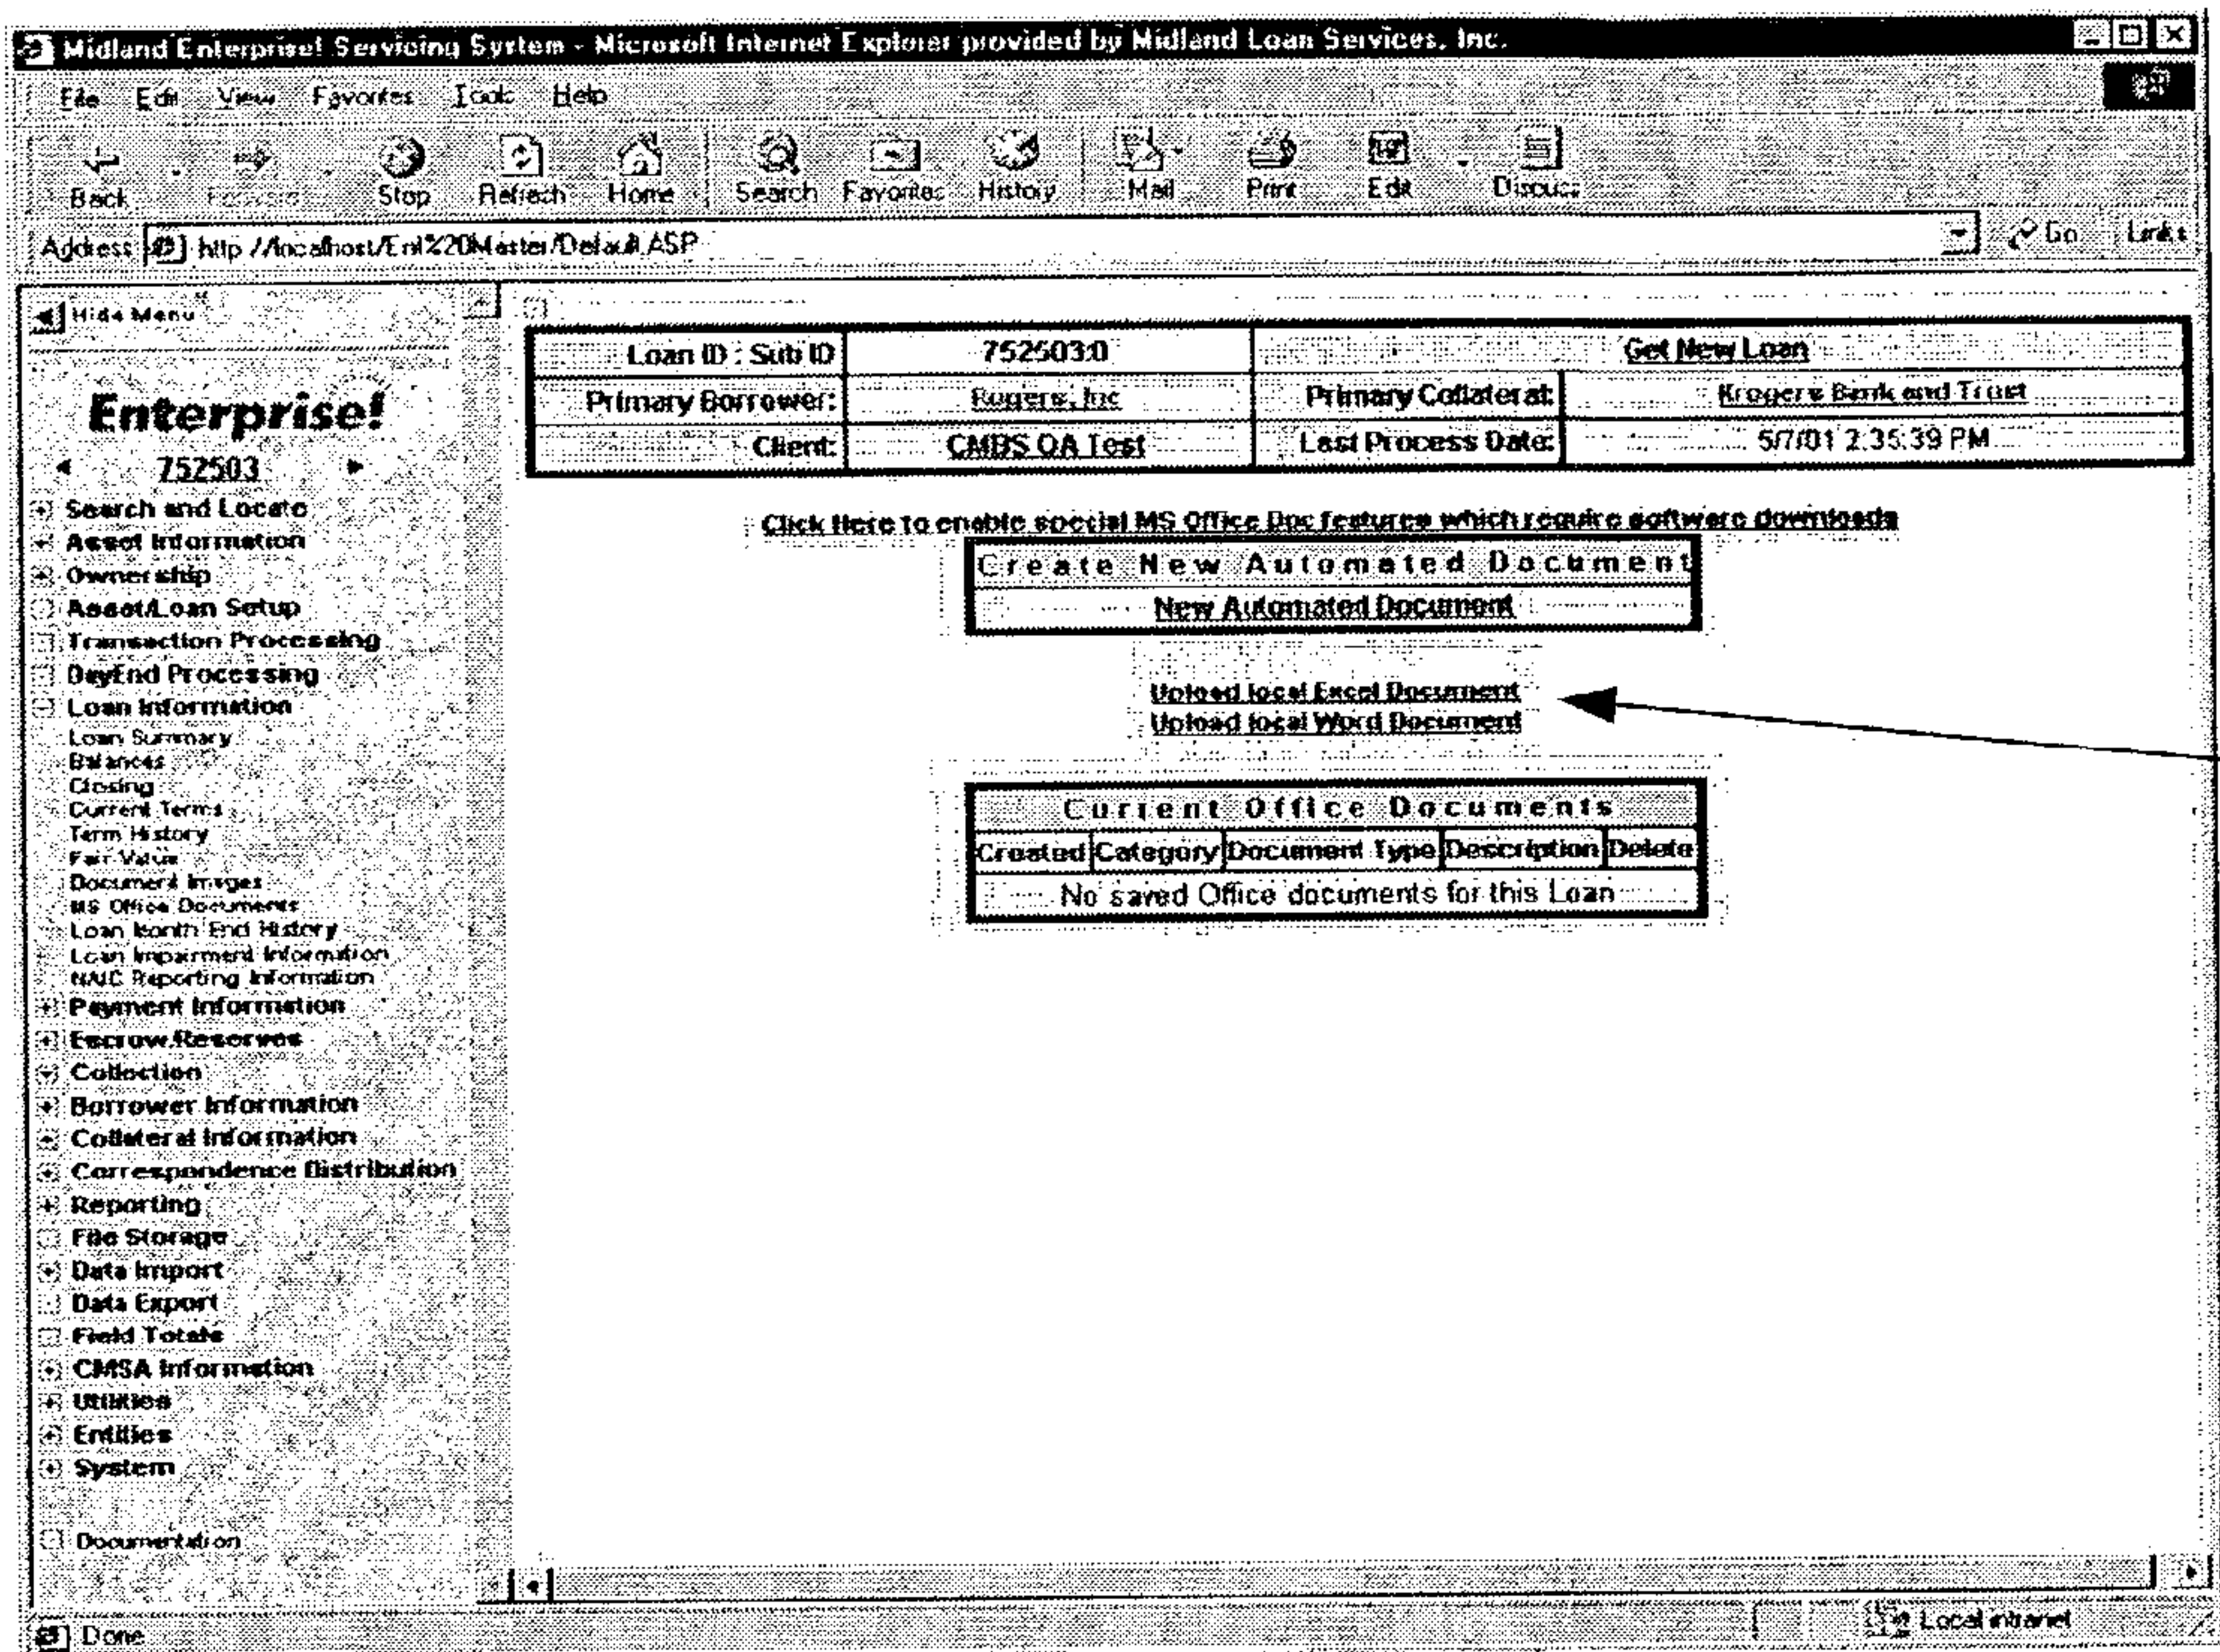 Midland Enterprise! Servicing System - Microsoft Internet Explorer provided by Midland Loan Services, Inc.
File Edit View Favorites Tools Help
Back Forward Stop Refresh Home Search Favorites History Mail Print Edit Discuss
Address http://localhost/Ent%20Master/Default.ASP Go Links
Hide Menu
Loan ID : Sub ID 752503:0 Get New Loan
Primary Borrower: Rogers, Inc Primary Collateral: Krogers Bank and Trust
Client: CMBS QA Test Last Process Date: 5/7/01 2:35:39 PM
Enterprise!
752503
Search and Locate
Asset Information
Ownership
Asset/Loan Setup
Transaction Processing
DayEnd Processing
Loan Information
Loan Summary
Balances
Closing
Current Terms
Term History
Fair Value
Document Images
MS Office Documents
Loan Month End History
Loan Impairment Information
NAIC Reporting Information
Payment Information
Escrow/Reserves
Collection
Borrower Information
Collateral Information
Correspondence Distribution
Reporting
File Storage
Data Import
Data Export
Field Totals
CMSA Information
Utilities
Entities
System
Documentation
Click Here to enable special MS Office Doc features which require software downloads
Create New Automated Document
New Automated Document
Upload local Excel Document
Upload local Word Document
Current Office Documents
Created Category Document Type Description Delete
No saved Office documents for this Loan
Done Local intranet